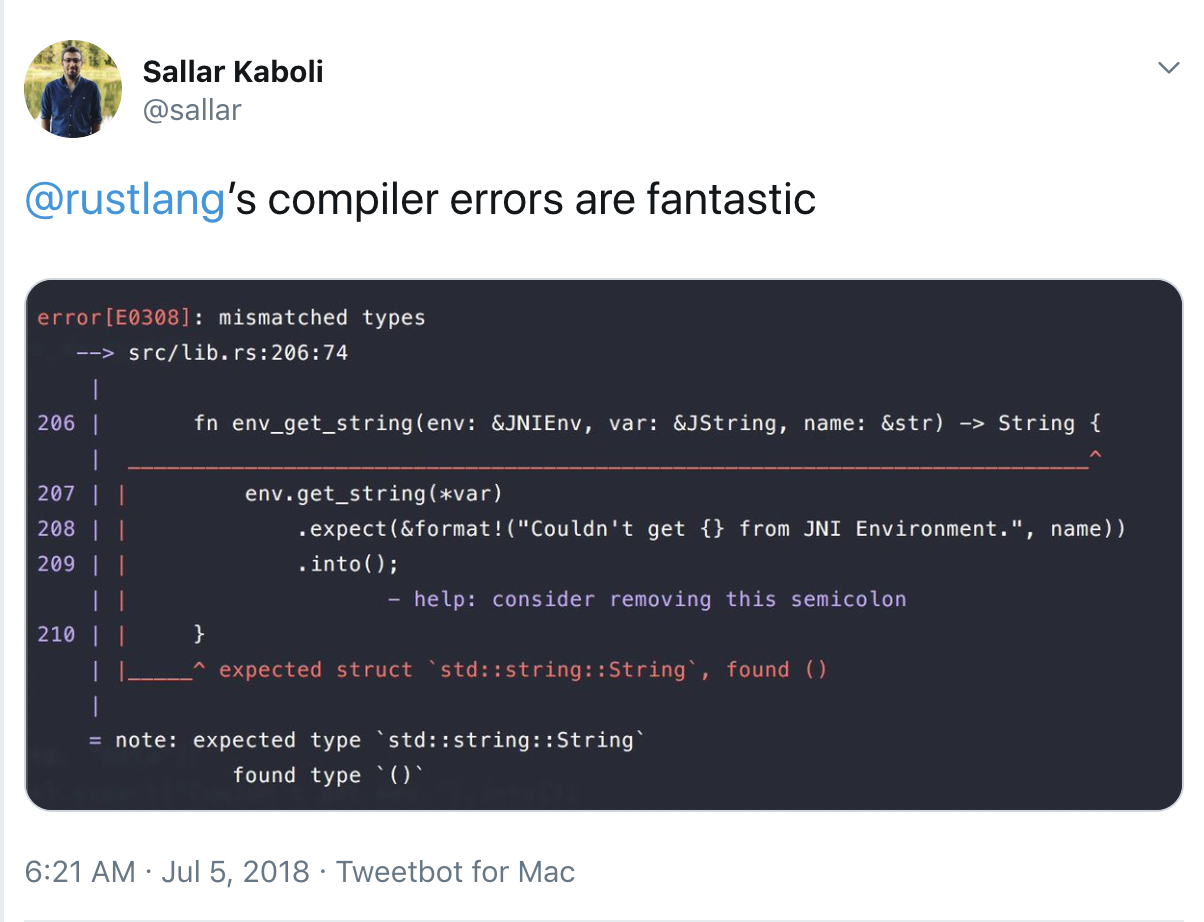 Sallar Kaboli
@sallar
@rustlang’s compiler errors are fantastic
error[E0308]: mismatched types
--> src/lib.rs:206:74
|
206 | fn env_get_string(env: &JNIEnv, var: &JString, name: &str) -> String {
| __________________________________________________________________________^
207 | | env.get_string(*var)
208 | | .expect(&format!("Couldn't get {} from JNI Environment.", name))
209 | | .into();
| | - help: consider removing this semicolon
210 | | }
| |_____^ expected struct `std::string::String`, found ()
|
= note: expected type `std::string::String`
found type `()`
6:21 AM · Jul 5, 2018 · Tweetbot for Mac